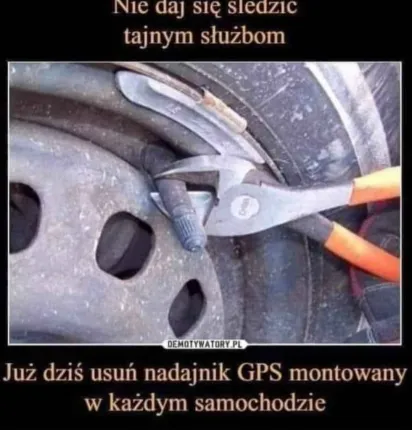 Nie daj się śledzić
tajnym służbom
DEMOTYWATORY.PL
Już dziś usuń nadajnik GPS montowany
w każdym samochodzie